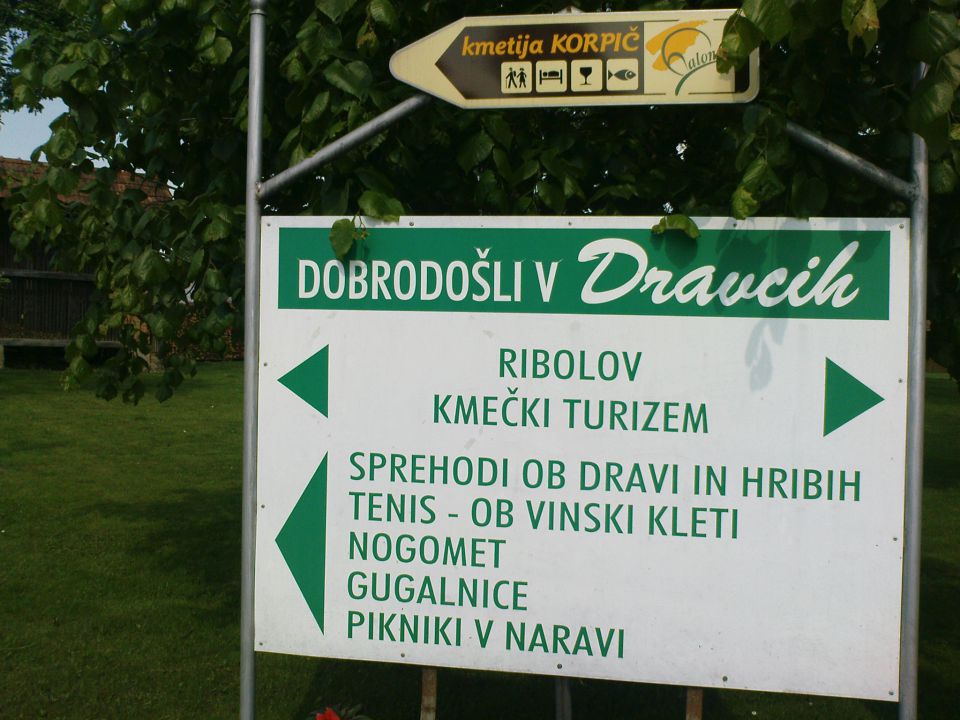 kmetija KORPIČ
DOBRODOŠLI V Dravcih
RIBOLOV
KMEČKI TURIZEM
SPREHODI OB DRAVI IN HRIBIH
TENIS - OB VINSKI KLETI
NOGOMET
GUGALNICE
PIKNIKI V NARAVI